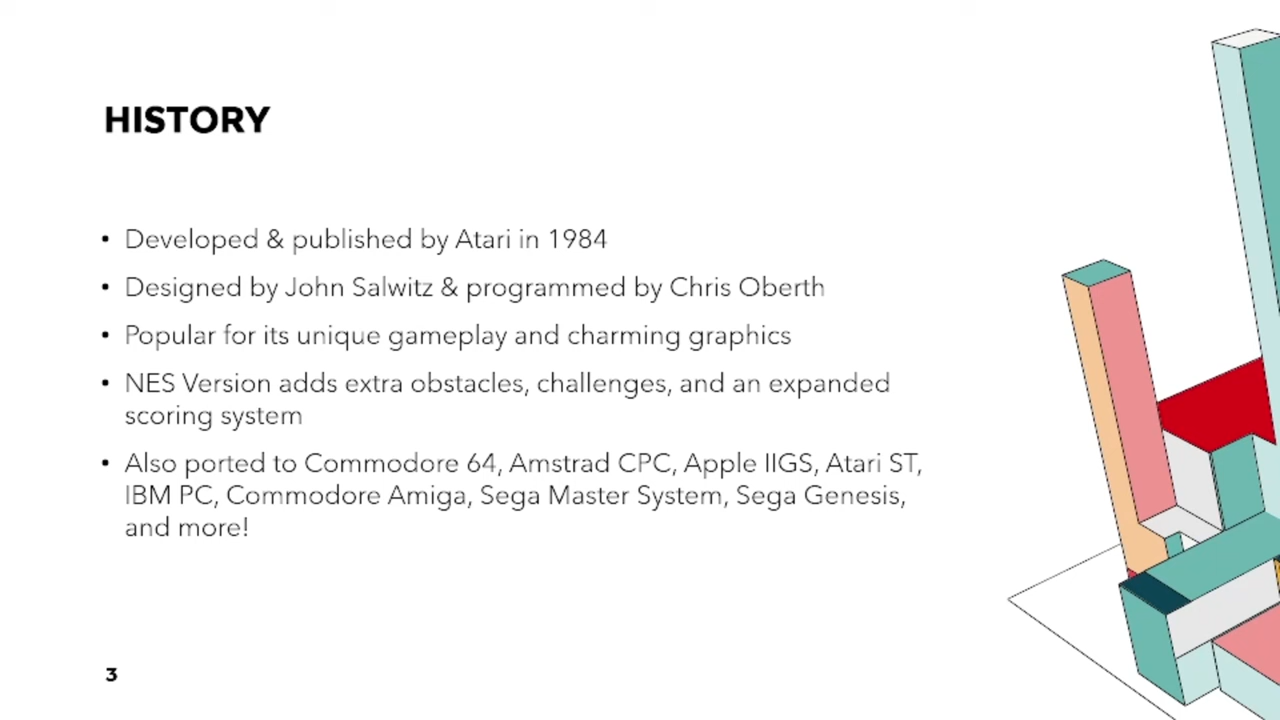 HISTORY
• Developed & published by Atari in 1984
• Designed by John Salwitz & programmed by Chris Oberth
• Popular for its unique gameplay and charming graphics
• NES Version adds extra obstacles, challenges, and an expanded
scoring system
• Also ported to Commodore 64, Amstrad CPC, Apple IIGS, Atari ST,
IBM PC, Commodore Amiga, Sega Master System, Sega Genesis,
and more!
3